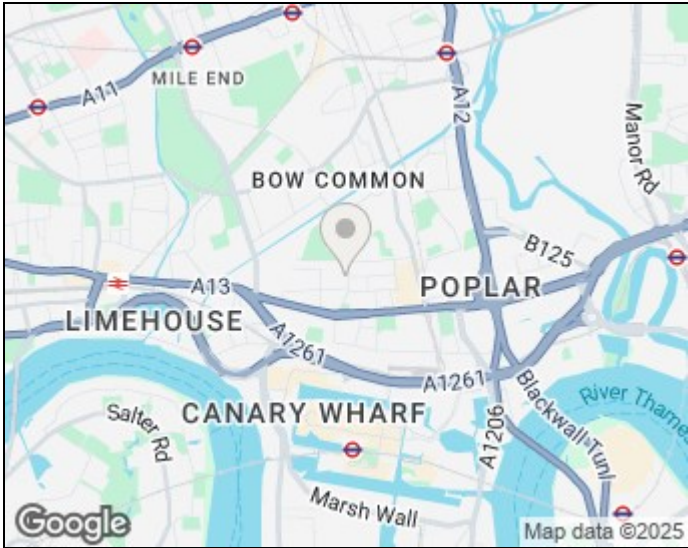 A11
MILE END
A12
Manor Rd
BOW COMMON
B125
A13
POPLAR
LIMEHOUSE
A1261
A1261
Salter Rd
CANARY WHARF
A1206
Blackwall Tunl
River Thames
Marsh Wall
Google
Map data ©2025